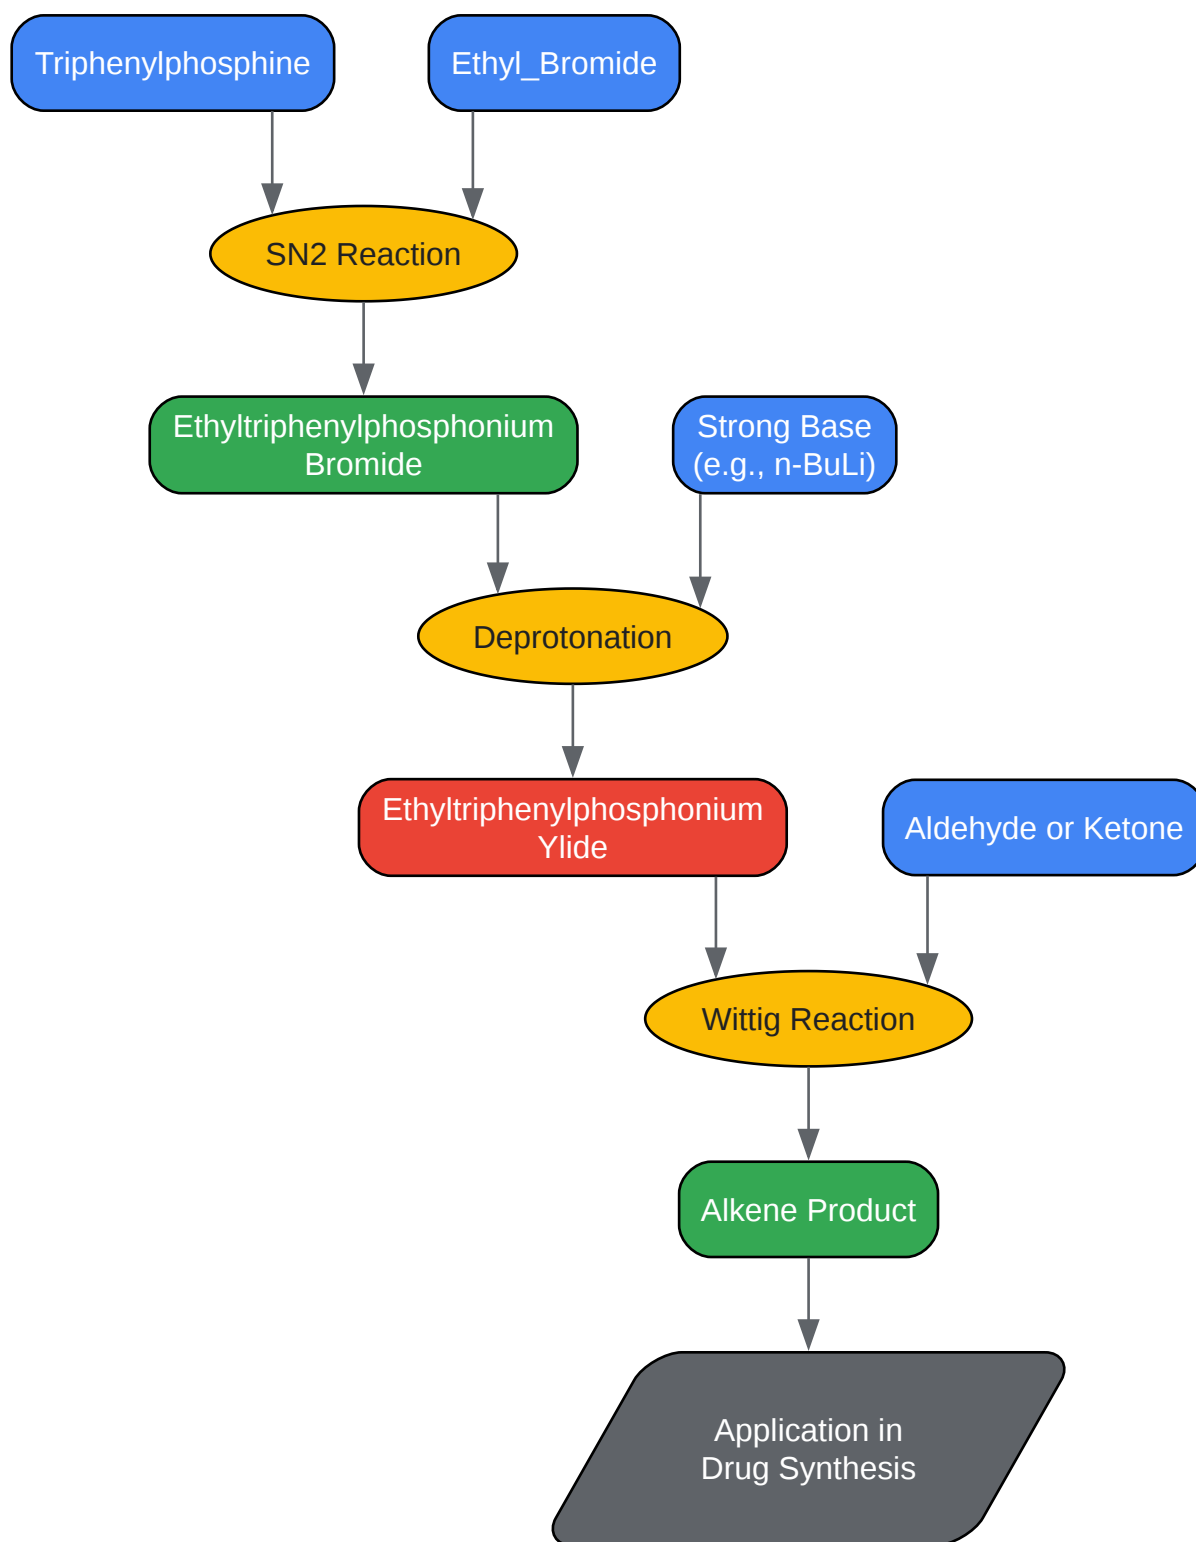 Triphenylphosphine
Ethyl_Bromide
SN2 Reaction
Ethyltriphenylphosphonium
Bromide
Strong Base
(e.g., n-BuLi)
Deprotonation
Ethyltriphenylphosphonium
Ylide
Aldehyde or Ketone
Wittig Reaction
Alkene Product
Application in
Drug Synthesis